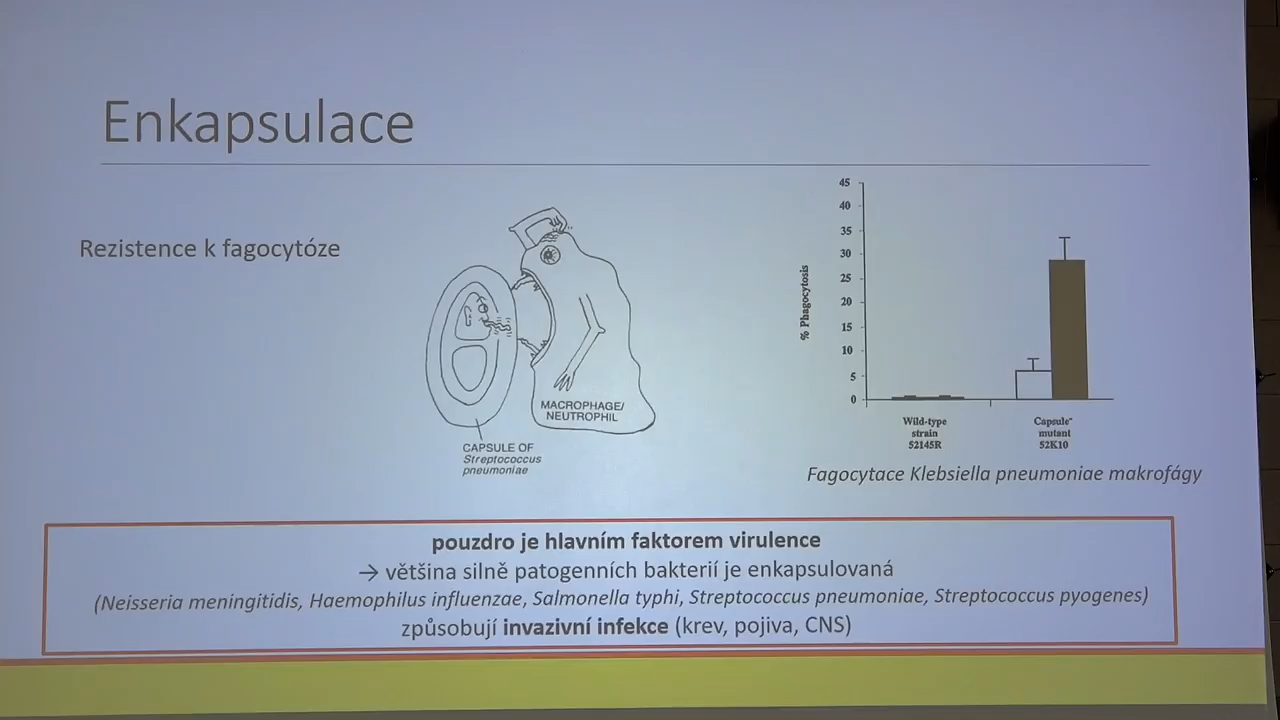 Enkapsulace
Rezistence k fagocytóze
MACROPHAGE/
NEUTROPHIL
CAPSULE OF
Streptococcus
pneumoniae
% Phagocytosis
45
40
35
30
25
20
15
10
5
0
Wild-type
strain
52145R
Capsule-
mutant
52K10
Fagocytace Klebsiella pneumoniae makrofágy
pouzdro je hlavním faktorem virulence
→ většina silně patogenních bakterií je enkapsulovaná
(Neisseria meningitidis, Haemophilus influenzae, Salmonella typhi, Streptococcus pneumoniae, Streptococcus pyogenes)
způsobují invazivní infekce (krev, pojiva, CNS)